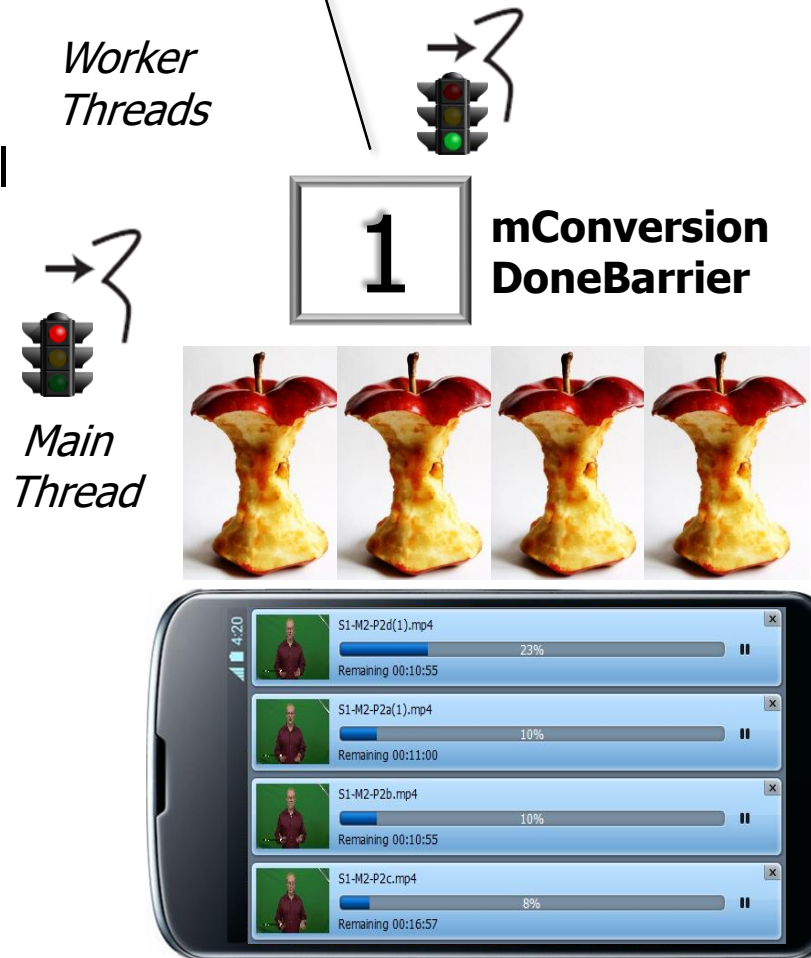 Worker
Threads
1
mConversion
DoneBarrier
Main
Thread
4:20
S1-M2-P2d(1).mp4
23%
Remaining 00:10:55
S1-M2-P2a(1).mp4
10%
Remaining 00:11:00
S1-M2-P2b.mp4
10%
Remaining 00:10:55
S1-M2-P2c.mp4
8%
Remaining 00:16:57